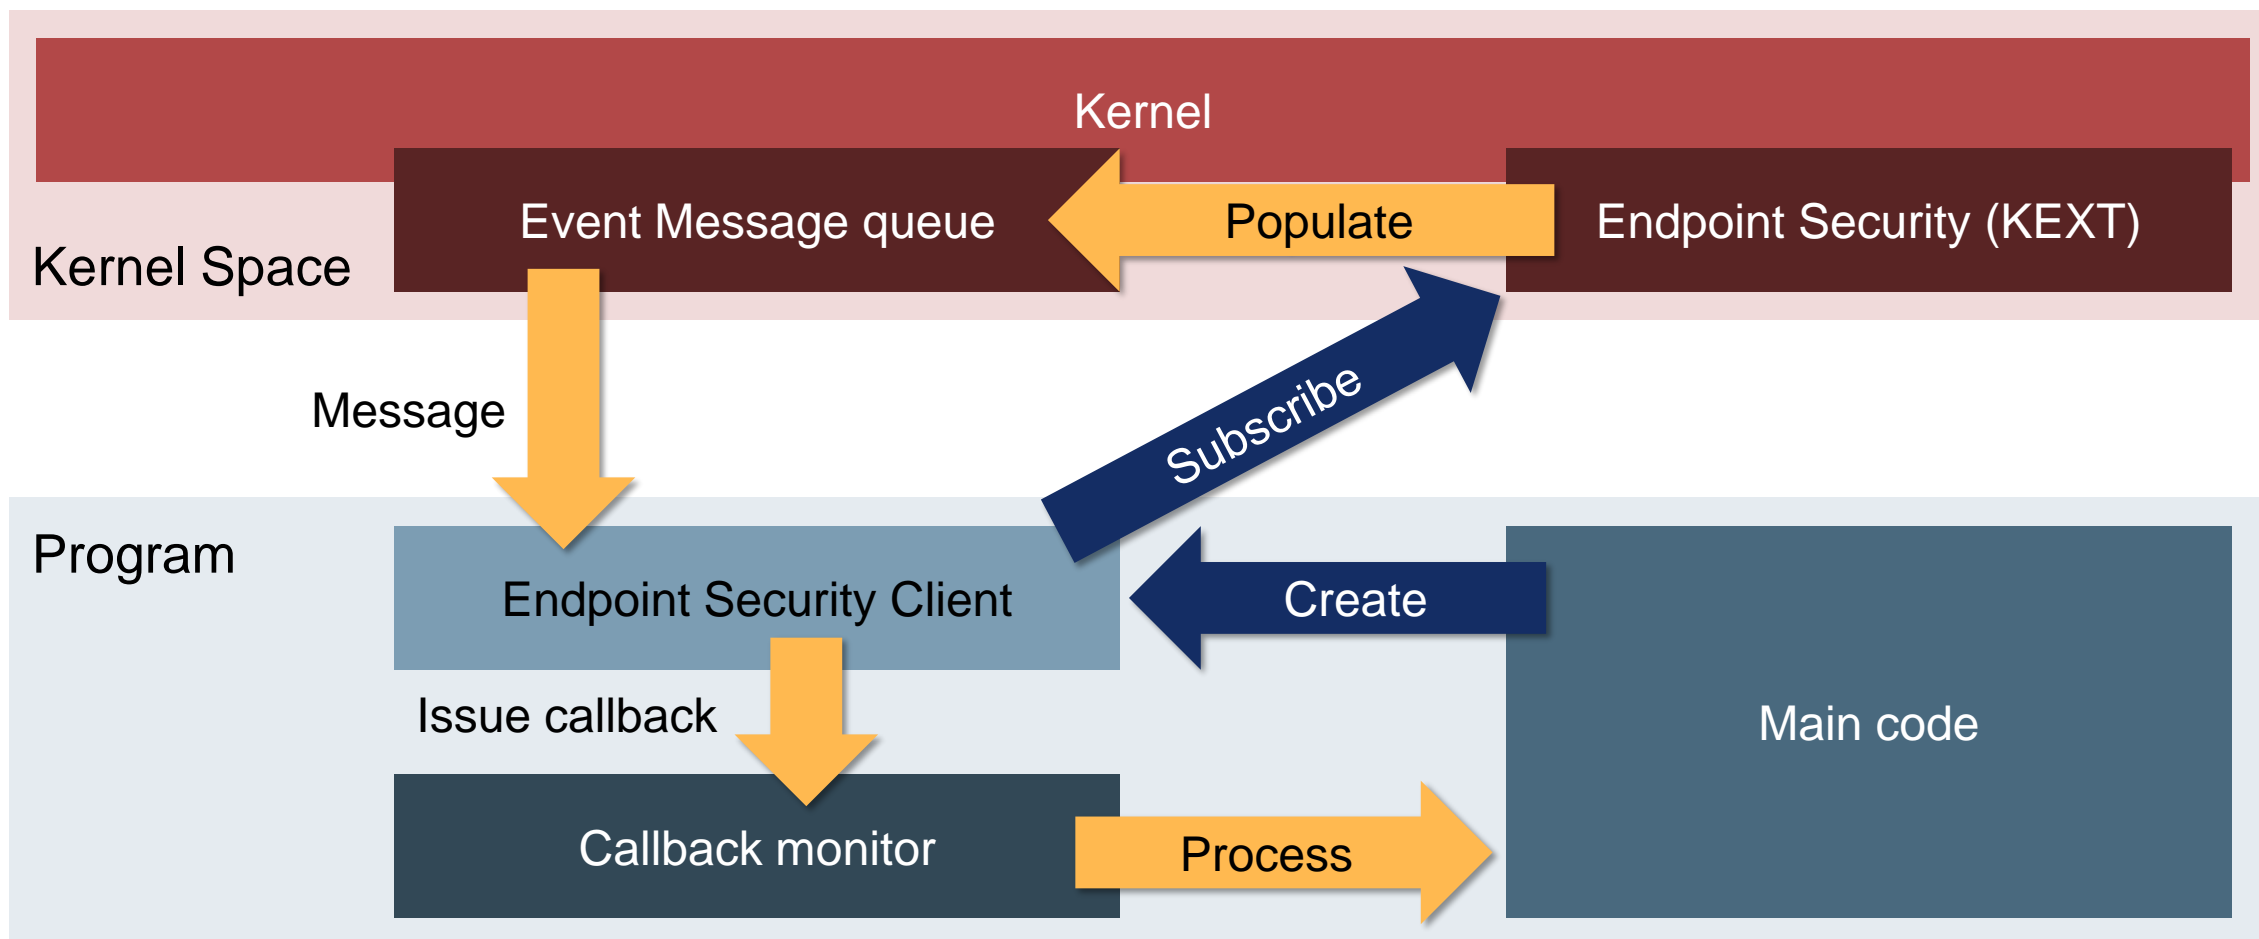 Kernel
Event Message queue
Populate
Endpoint Security (KEXT)
Kernel Space
Message
Subscribe
Program
Endpoint Security Client
Create
Issue callback
Main code
Callback monitor
Process